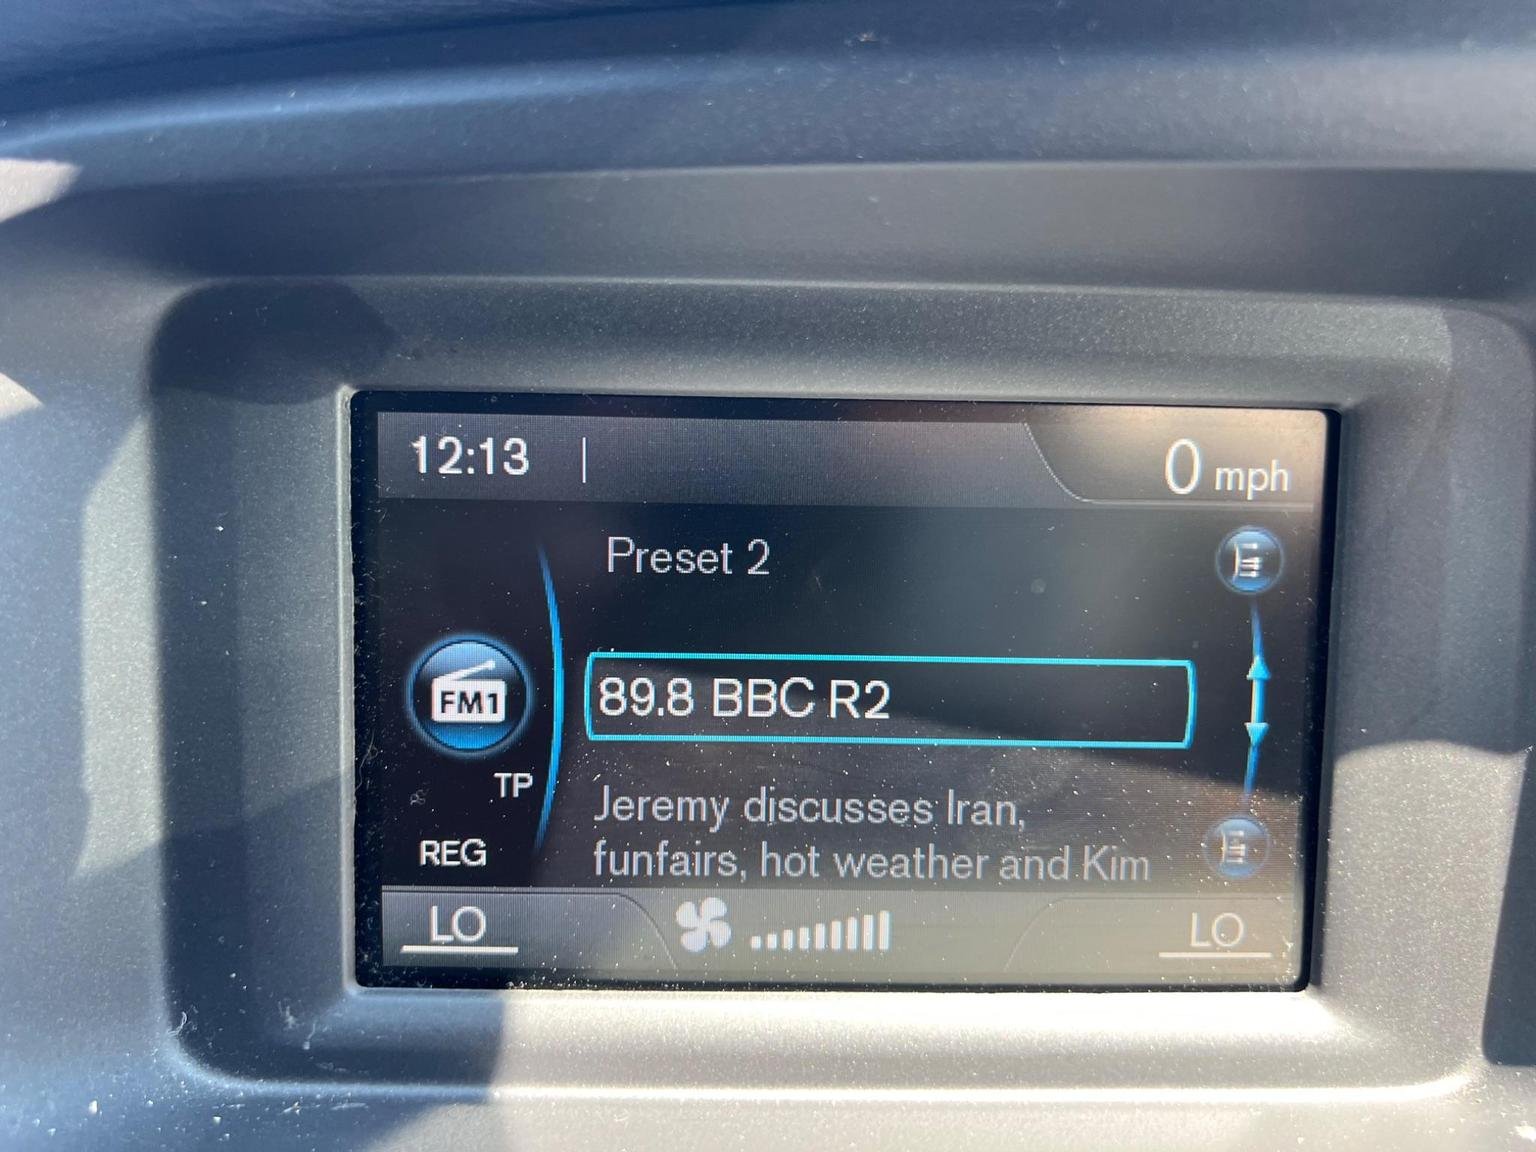 12:13
0 mph
Preset 2
FM1
89.8 BBC R2
TP
Jeremy discusses Iran,
REG
funfairs, hot weather and Kim
LO
LO